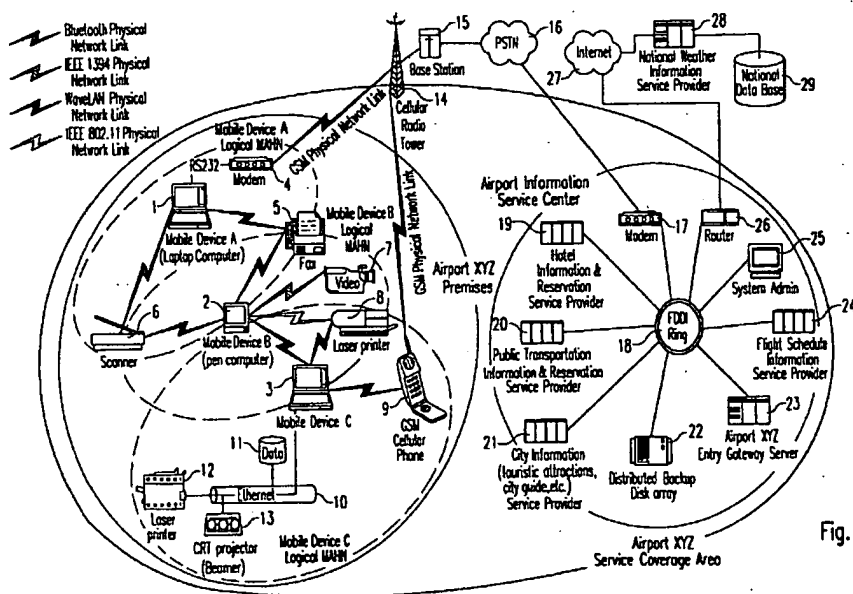 Bluetooth Physical
Network Link
IEEE 1394 Physical
Network Link
WaveLAN Physical
Network Link
IEEE 802.11 Physical
Network Link
15
Base Station
PSTN
16
Internet
27
28
National Weather
Information
Service Provider
National
Data Base
29
14
Cellular
Radio
Tower
GSM Physical Network Link
GSM Physical Network Link
Mobile Device A
Logical MAHN
RS232
Modem
4
1
Mobile Device A
(Laptop Computer)
5
Fax
Mobile Device B
Logical
MAHN
7
Video
6
Scanner
2
Mobile Device B
(pen computer)
8
Laser printer
Airport XYZ
Premises
3
Mobile Device C
9
GSM
Cellular
Phone
11
Data
12
Laser
printer
Ethernet
10
13
CRT projector
(Beamer)
Mobile Device C
Logical MAHN
Airport Information
Service Center
17
Modem
26
Router
19
Hotel
Information &
Reservation
Service Provider
25
System Admin
20
Public Transportation
Information & Reservation
Service Provider
FDDI
Ring
18
24
Flight Schedule
Information
Service Provider
21
City Information
(touristic attractions,
city guide,etc.)
Service Provider
22
Distributed Backup
Disk array
23
Airport XYZ
Entry Gateway Server
Airport XYZ
Service Coverage Area
Fig.